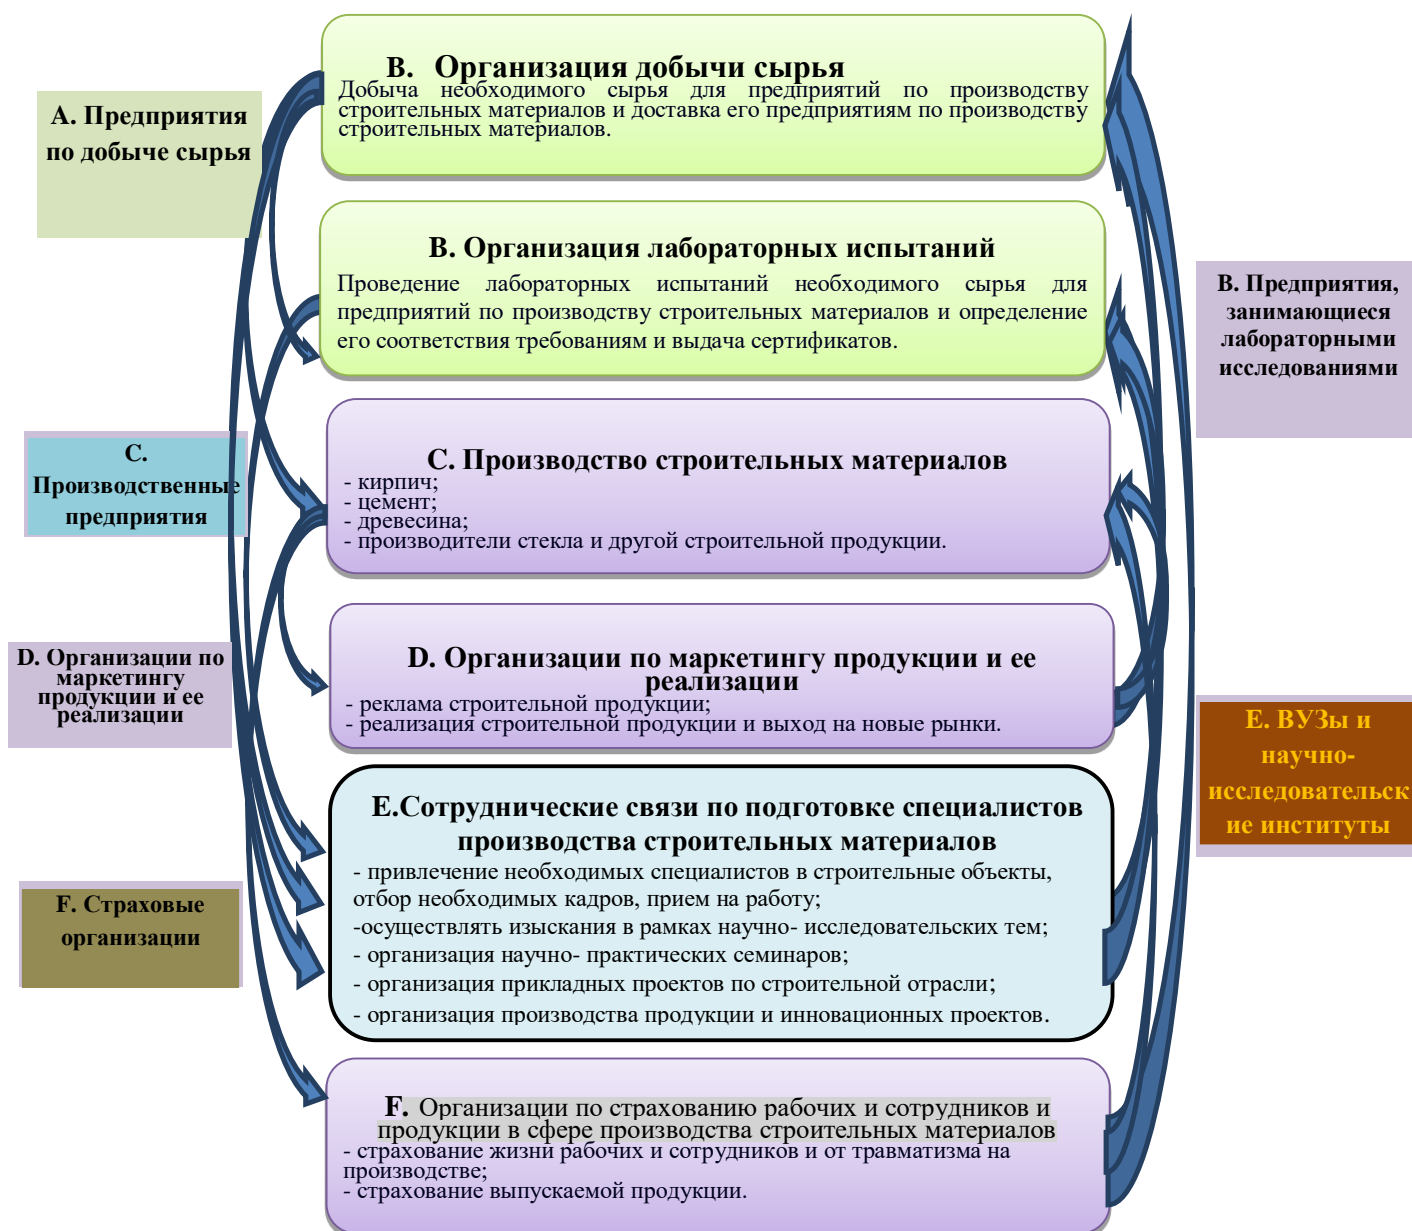 В. Организация добычи сырья
Добыча необходимого сырья для предприятий по производству
строительных материалов и доставка его предприятиям по производству
строительных материалов.
А. Предприятия
по добыче сырья
В. Организация лабораторных испытаний
Проведение лабораторных испытаний необходимого сырья для
предприятий по производству строительных материалов и определение
его соответствия требованиям и выдача сертификатов.
В. Предприятия,
занимающиеся
лабораторными
исследованиями
С.
Производственные
предприятия
С. Производство строительных материалов
- кирпич;
- цемент;
- древесина;
- производители стекла и другой строительной продукции.
D. Организации по
маркетингу
продукции и ее
реализации
D. Организации по маркетингу продукции и ее
реализации
- реклама строительной продукции;
- реализация строительной продукции и выход на новые рынки.
Е. ВУЗы и
научно-
исследовательск
ие институты
Е.Сотруднические связи по подготовке специалистов
производства строительных материалов
- привлечение необходимых специалистов в строительные объекты,
отбор необходимых кадров, прием на работу;
-осуществлять изыскания в рамках научно- исследовательских тем;
- организация научно- практических семинаров;
- организация прикладных проектов по строительной отрасли;
- организация производства продукции и инновационных проектов.
F. Страховые
организации
F. Организации по страхованию рабочих и сотрудников и
продукции в сфере производства строительных материалов
- страхование жизни рабочих и сотрудников и от травматизма на
производстве;
- страхование выпускаемой продукции.